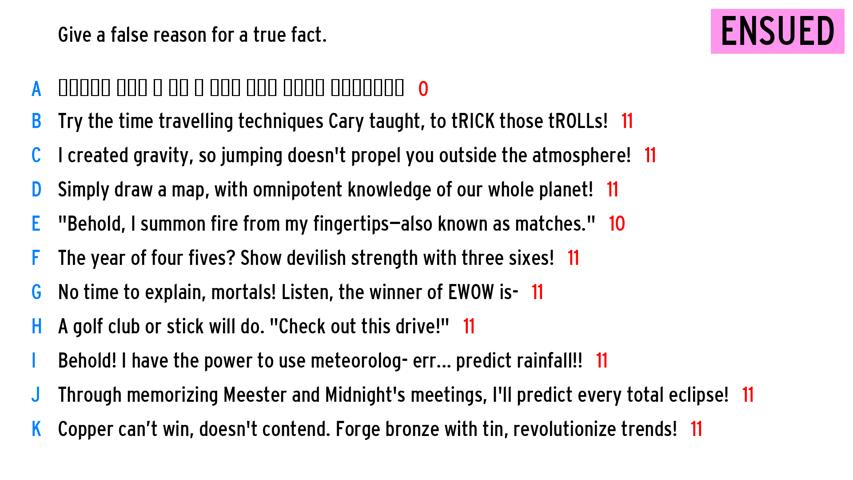 Give a false reason for a true fact.
ENSUED
A 0
B Try the time travelling techniques Cary taught, to tRICK those tROLLs! 11
C I created gravity, so jumping doesn't propel you outside the atmosphere! 11
D Simply draw a map, with omnipotent knowledge of our whole planet! 11
E "Behold, I summon fire from my fingertips—also known as matches." 10
F The year of four fives? Show devilish strength with three sixes! 11
G No time to explain, mortals! Listen, the winner of EWOW is- 11
H A golf club or stick will do. "Check out this drive!" 11
I Behold! I have the power to use meteorolog- err... predict rainfall!! 11
J Through memorizing Meester and Midnight's meetings, I'll predict every total eclipse! 11
K Copper can’t win, doesn't contend. Forge bronze with tin, revolutionize trends! 11